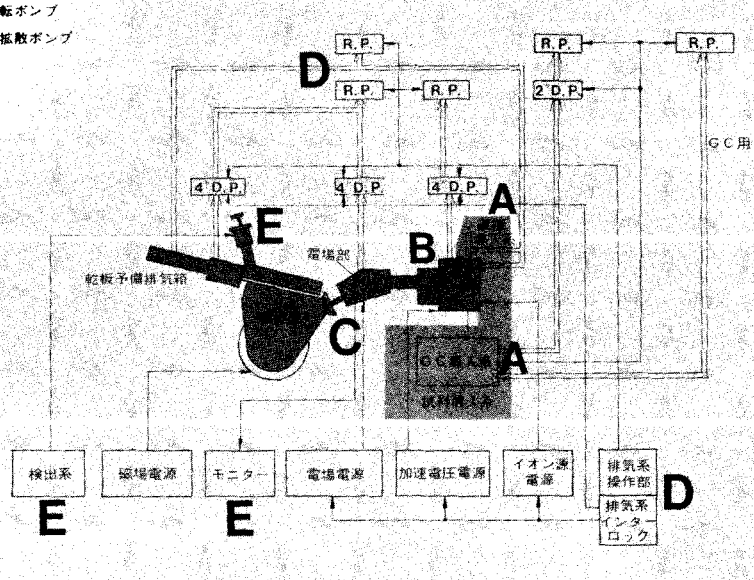 転ポンプ
拡散ポンプ
R.P.
R.P.
R.P.
D
R.P.
R.P.
2"D.P.
GC用
4"D.P.
4"D.P.
4"D.P.
A
E
B
電場部
乾板予備排気箱
C
GC導入系
A
試料導入系
検出系
磁場電源
モニター
電場電源
加速電圧電源
イオン源
電源
排気系
操作部
D
排気系
インター
ロック
E
E